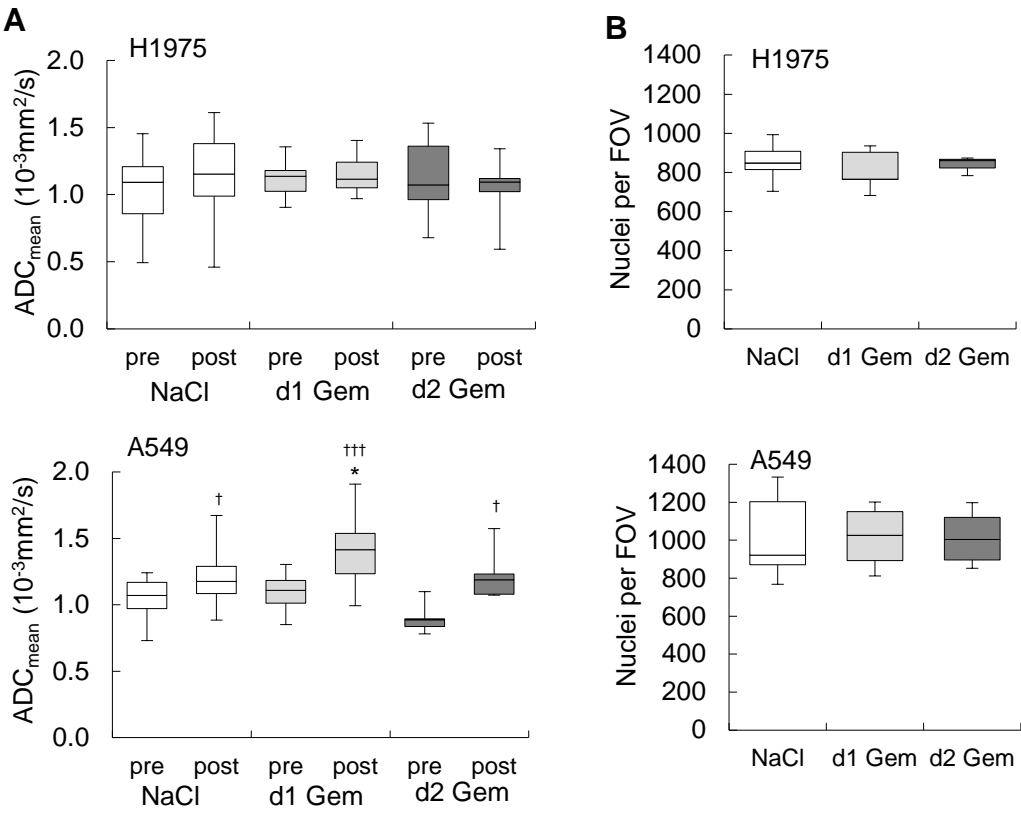 A
H1975
ADCmean (10-3mm2/s)
2.0
1.5
1.0
0.5
0.0
pre post pre post pre post
NaCl d1 Gem d2 Gem
B
H1975
Nuclei per FOV
1400
1200
1000
800
600
400
200
0
NaCl d1 Gem d2 Gem
A549
ADCmean (10-3mm2/s)
2.0
1.5
1.0
0.5
0.0
†
†††
*
†
pre post pre post pre post
NaCl d1 Gem d2 Gem
A549
Nuclei per FOV
1400
1200
1000
800
600
400
200
0
NaCl d1 Gem d2 Gem